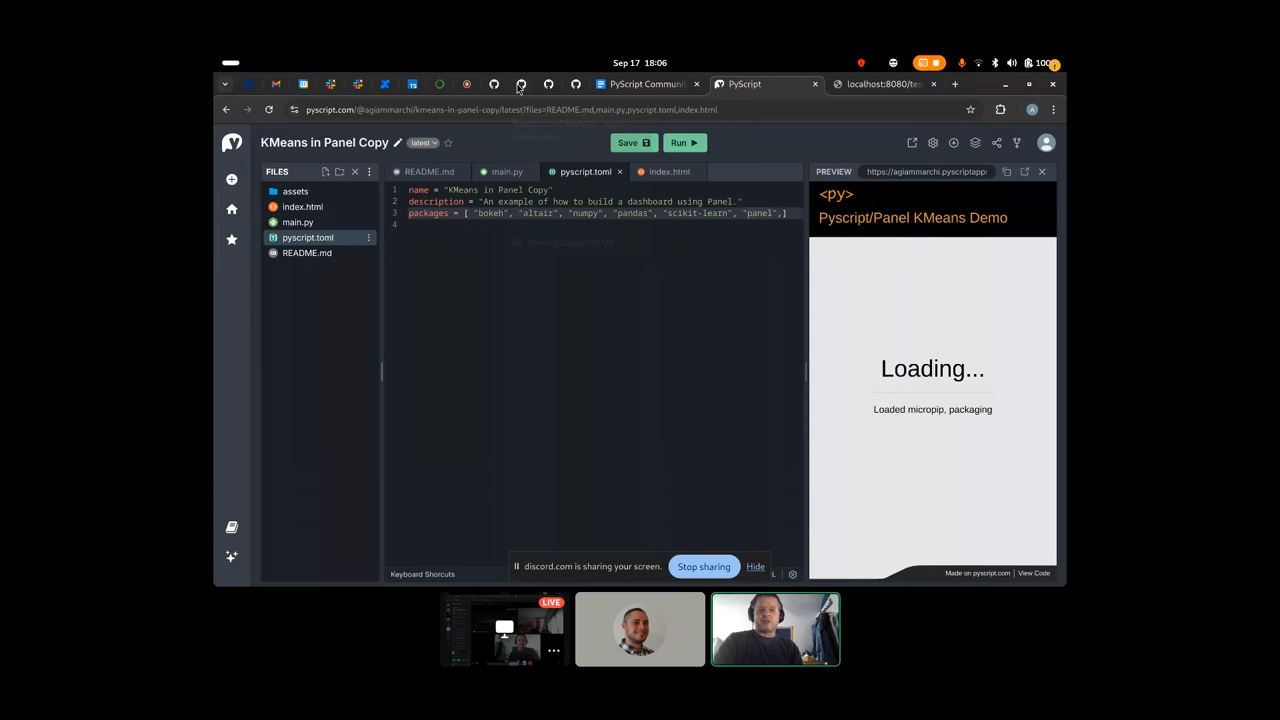 Sep 17 18:06
100
PyScript Communi
PyScript
localhost:8080/tes
pyscript.com/@agiammarchi/kmeans-in-panel-copy/latest?files=README.md,main.py,pyscript.toml,index.html
A
KMeans in Panel Copy
latest
Save
Run
FILES
README.md
main.py
pyscript.toml
index.html
PREVIEW
https://agiammarchi.pyscriptapp:
assets
index.html
main.py
pyscript.toml
README.md
1 name = "KMeans in Panel Copy"
2 description = "An example of how to build a dashboard using Panel."
3 packages = [ "bokeh", "altair", "numpy", "pandas", "scikit-learn", "panel",]
4
<py>
Pyscript/Panel KMeans Demo
Loading...
Loaded micropip, packaging
discord.com is sharing your screen.
Stop sharing
Hide
Keyboard Shortcuts
Made on pyscript.com
View Code
LIVE